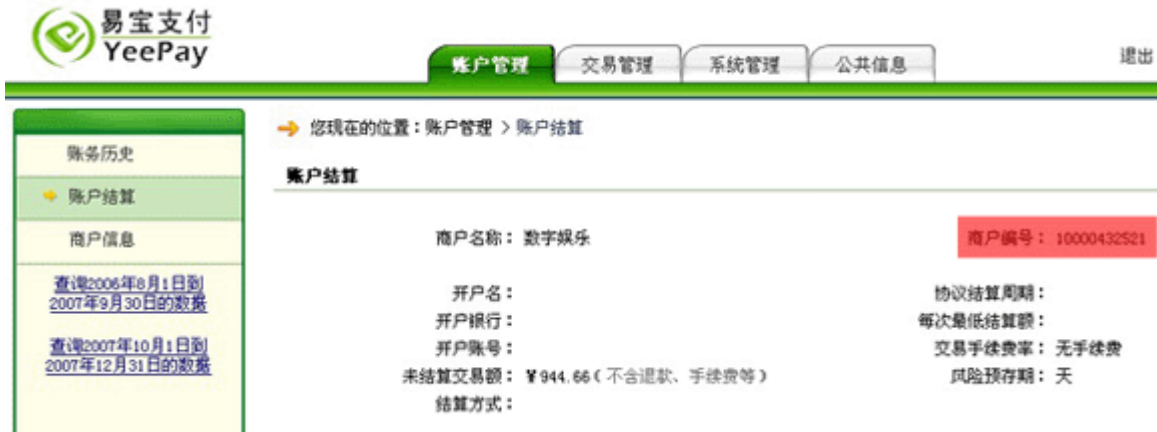 易宝支付
YeePay
账户管理 交易管理 系统管理 公共信息 退出
您现在的位置：账户管理 > 账户结算
账务历史
账户结算
商户信息
查询2006年8月1日到
2007年9月30日的数据
查询2007年10月1日到
2007年12月31日的数据
账户结算
商户名称： 数字娱乐 商户编号： 10000432521
开户名： 协议结算周期：
开户银行： 每次最低结算额：
开户账号： 交易手续费率： 无手续费
未结算交易额： ¥944.66(不含退款、手续费等) 风险预存期： 天
结算方式：